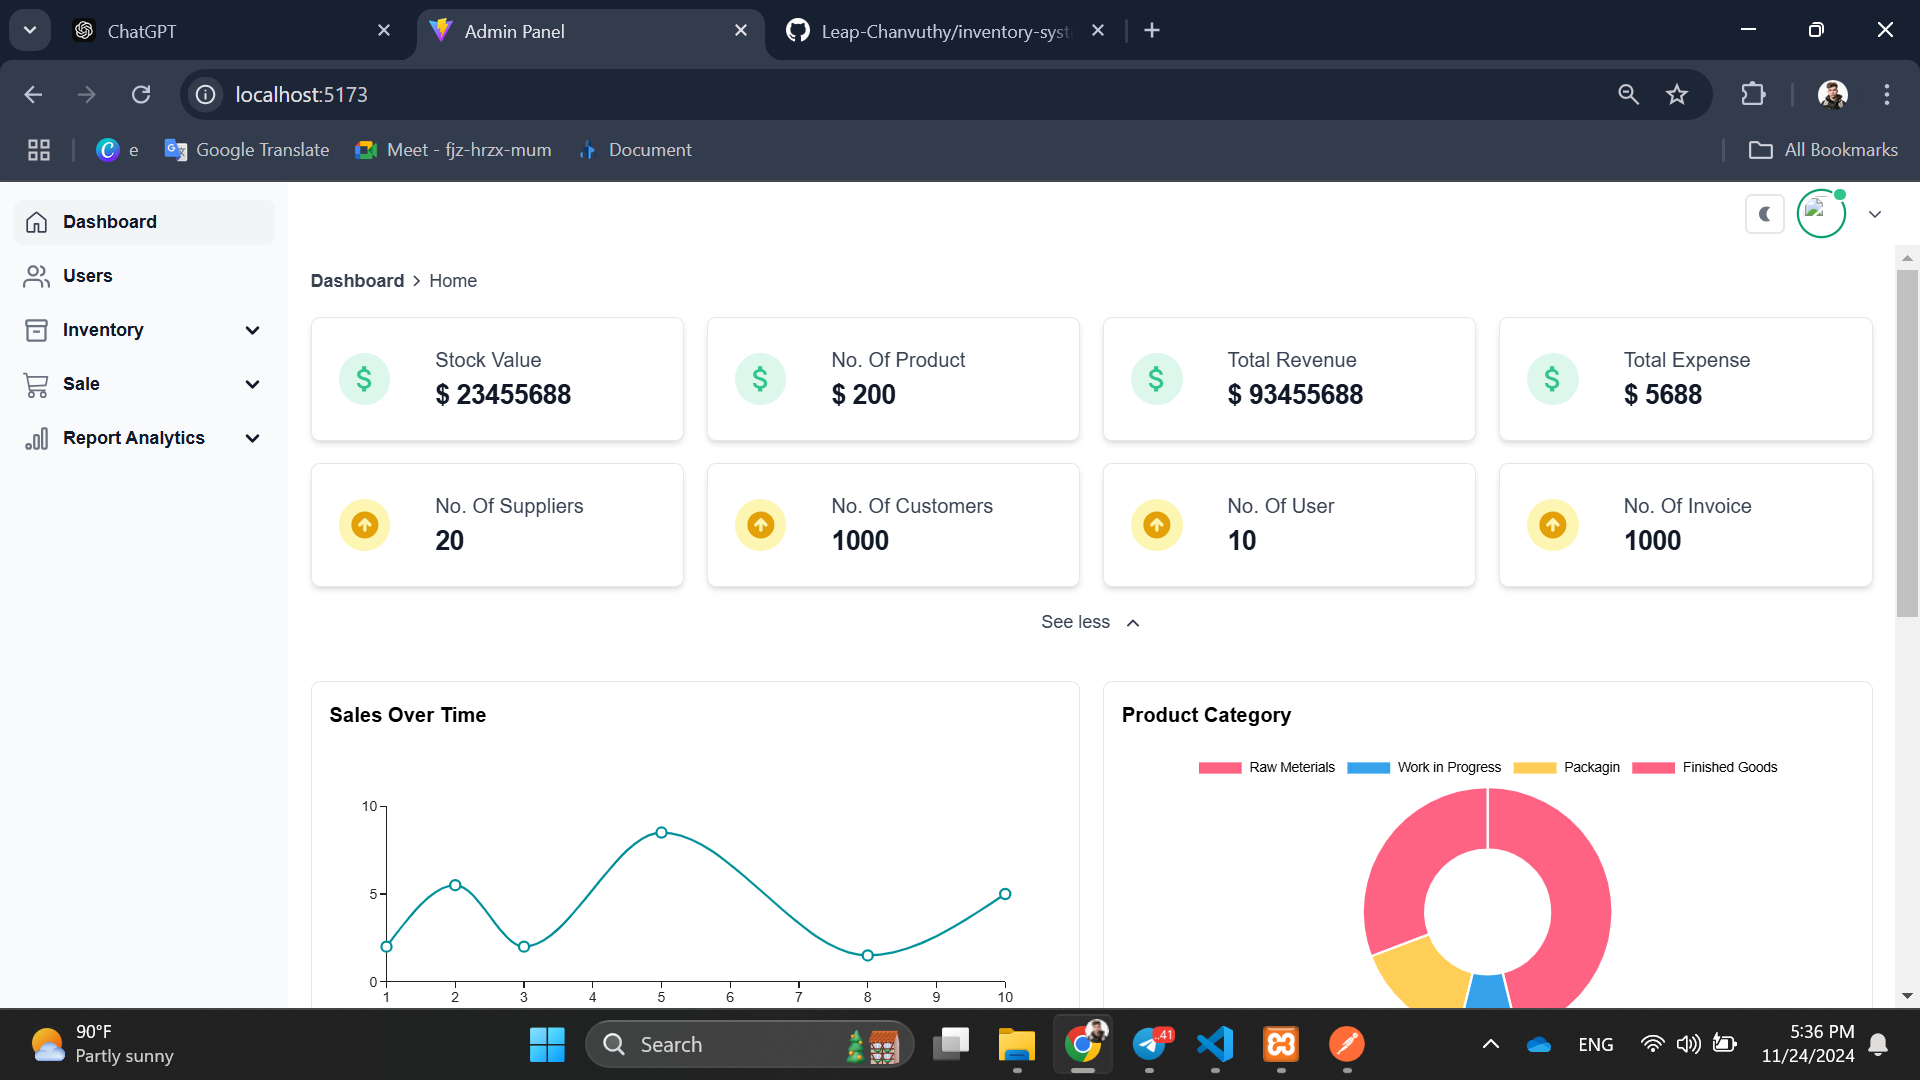 ChatGPT
Admin Panel
Leap-Chanvuthy/inventory-syst
localhost:5173
e
Google Translate
Meet - fjz-hrzx-mum
Document
All Bookmarks
Dashboard
Users
Inventory
Sale
Report Analytics
Dashboard > Home
Stock Value
$ 23455688
No. Of Product
$ 200
Total Revenue
$ 93455688
Total Expense
$ 5688
No. Of Suppliers
20
No. Of Customers
1000
No. Of User
10
No. Of Invoice
1000
See less
Sales Over Time
10
5
0
1 2 3 4 5 6 7 8 9 10
Product Category
Raw Meterials Work in Progress Packagin Finished Goods
90°F
Partly sunny
Search
..41
ENG
5:36 PM
11/24/2024